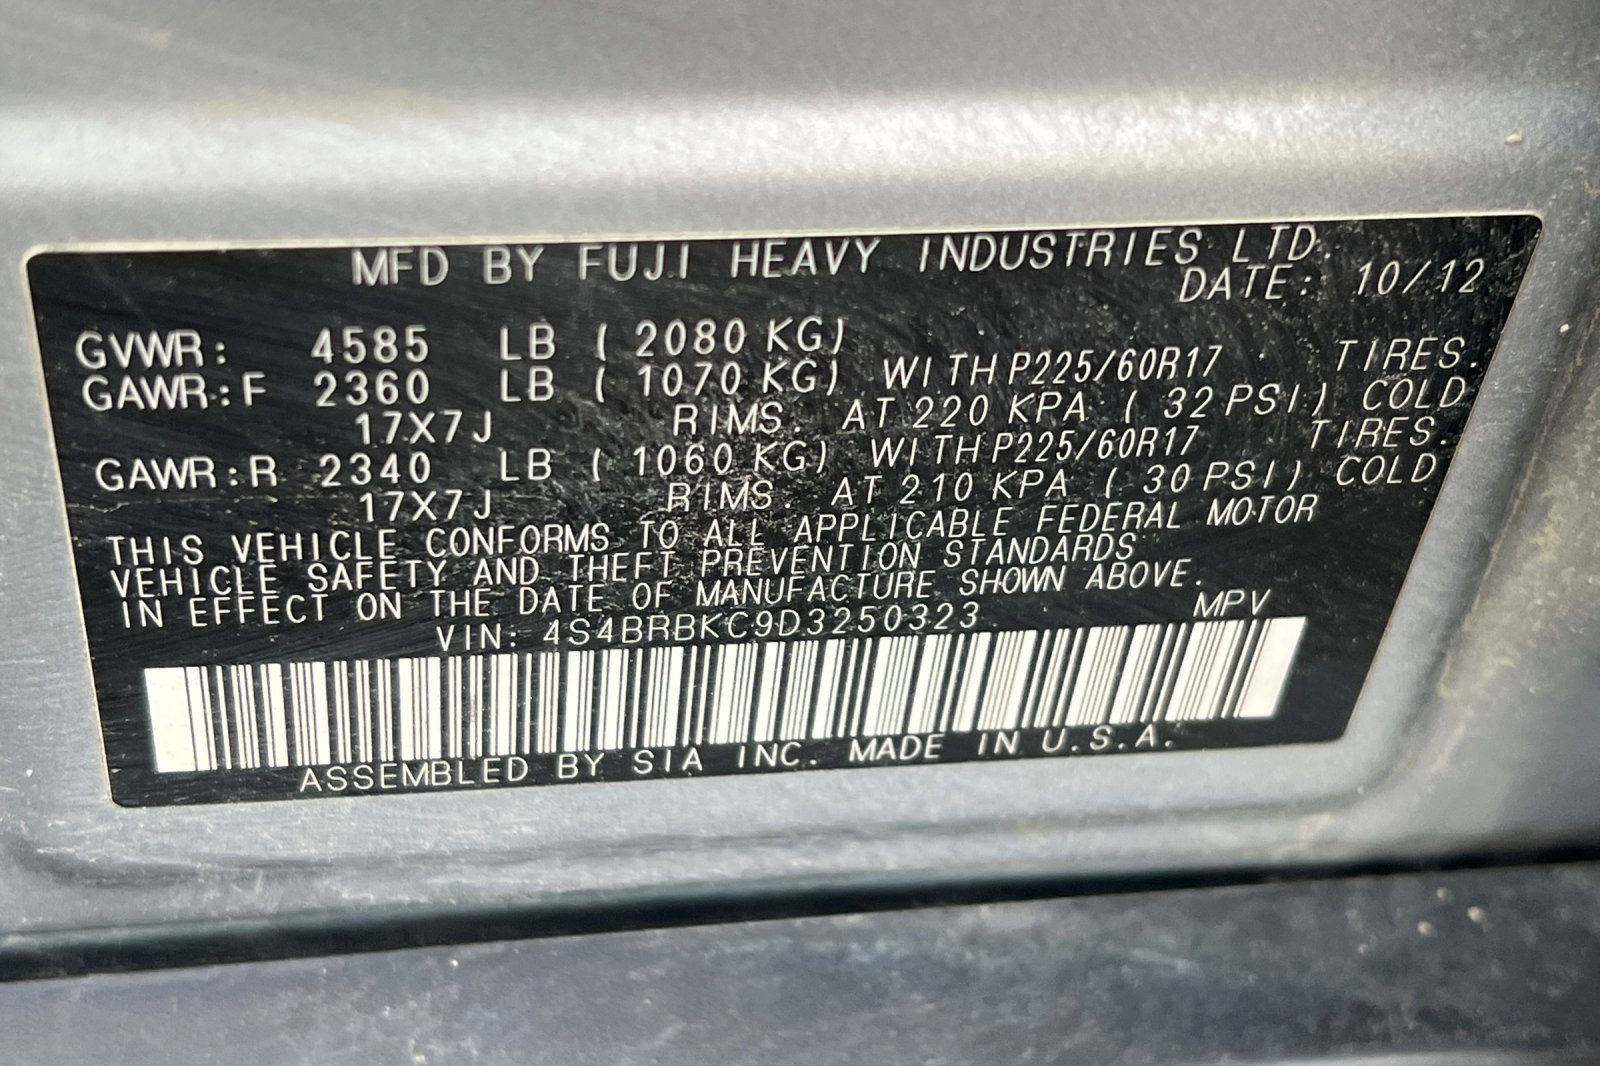 MFD BY FUJI HEAVY INDUSTRIES LTD.
DATE: 10/12
GVWR: 4585 LB ( 2080 KG)
GAWR:F 2360 LB ( 1070 KG) WITH P225/60R17 TIRES.
17X7J RIMS. AT 220 KPA ( 32 PSI) COLD
GAWR:R 2340 LB ( 1060 KG) WITH P225/60R17 TIRES.
17X7J RIMS. AT 210 KPA ( 30 PSI) COLD
THIS VEHICLE CONFORMS TO ALL APPLICABLE FEDERAL MOTOR
VEHICLE SAFETY AND THEFT PREVENTION STANDARDS
IN EFFECT ON THE DATE OF MANUFACTURE SHOWN ABOVE.
VIN: 4S4BRBKC9D3250323 MPV
ASSEMBLED BY SIA INC. MADE IN U.S.A.